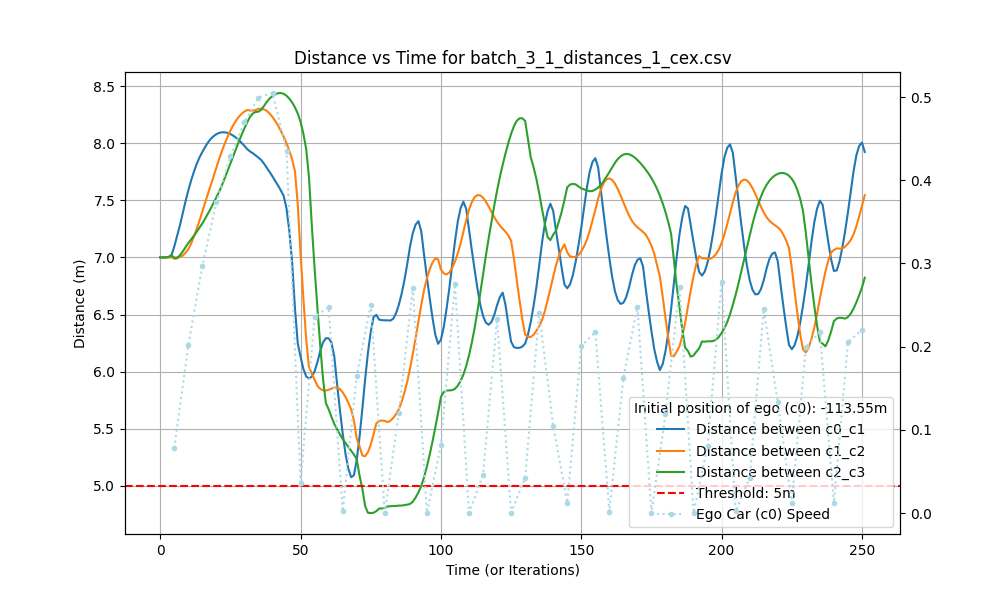 Distance vs Time for batch_3_1_distances_1_cex.csv
Distance (m)
8.5
8.0
7.5
7.0
6.5
6.0
5.5
5.0
0.5
0.4
0.3
0.2
0.1
0.0
Initial position of ego (c0): -113.55m
Distance between c0_c1
Distance between c1_c2
Distance between c2_c3
Threshold: 5m
Ego Car (c0) Speed
0 50 100 150 200 250
Time (or Iterations)